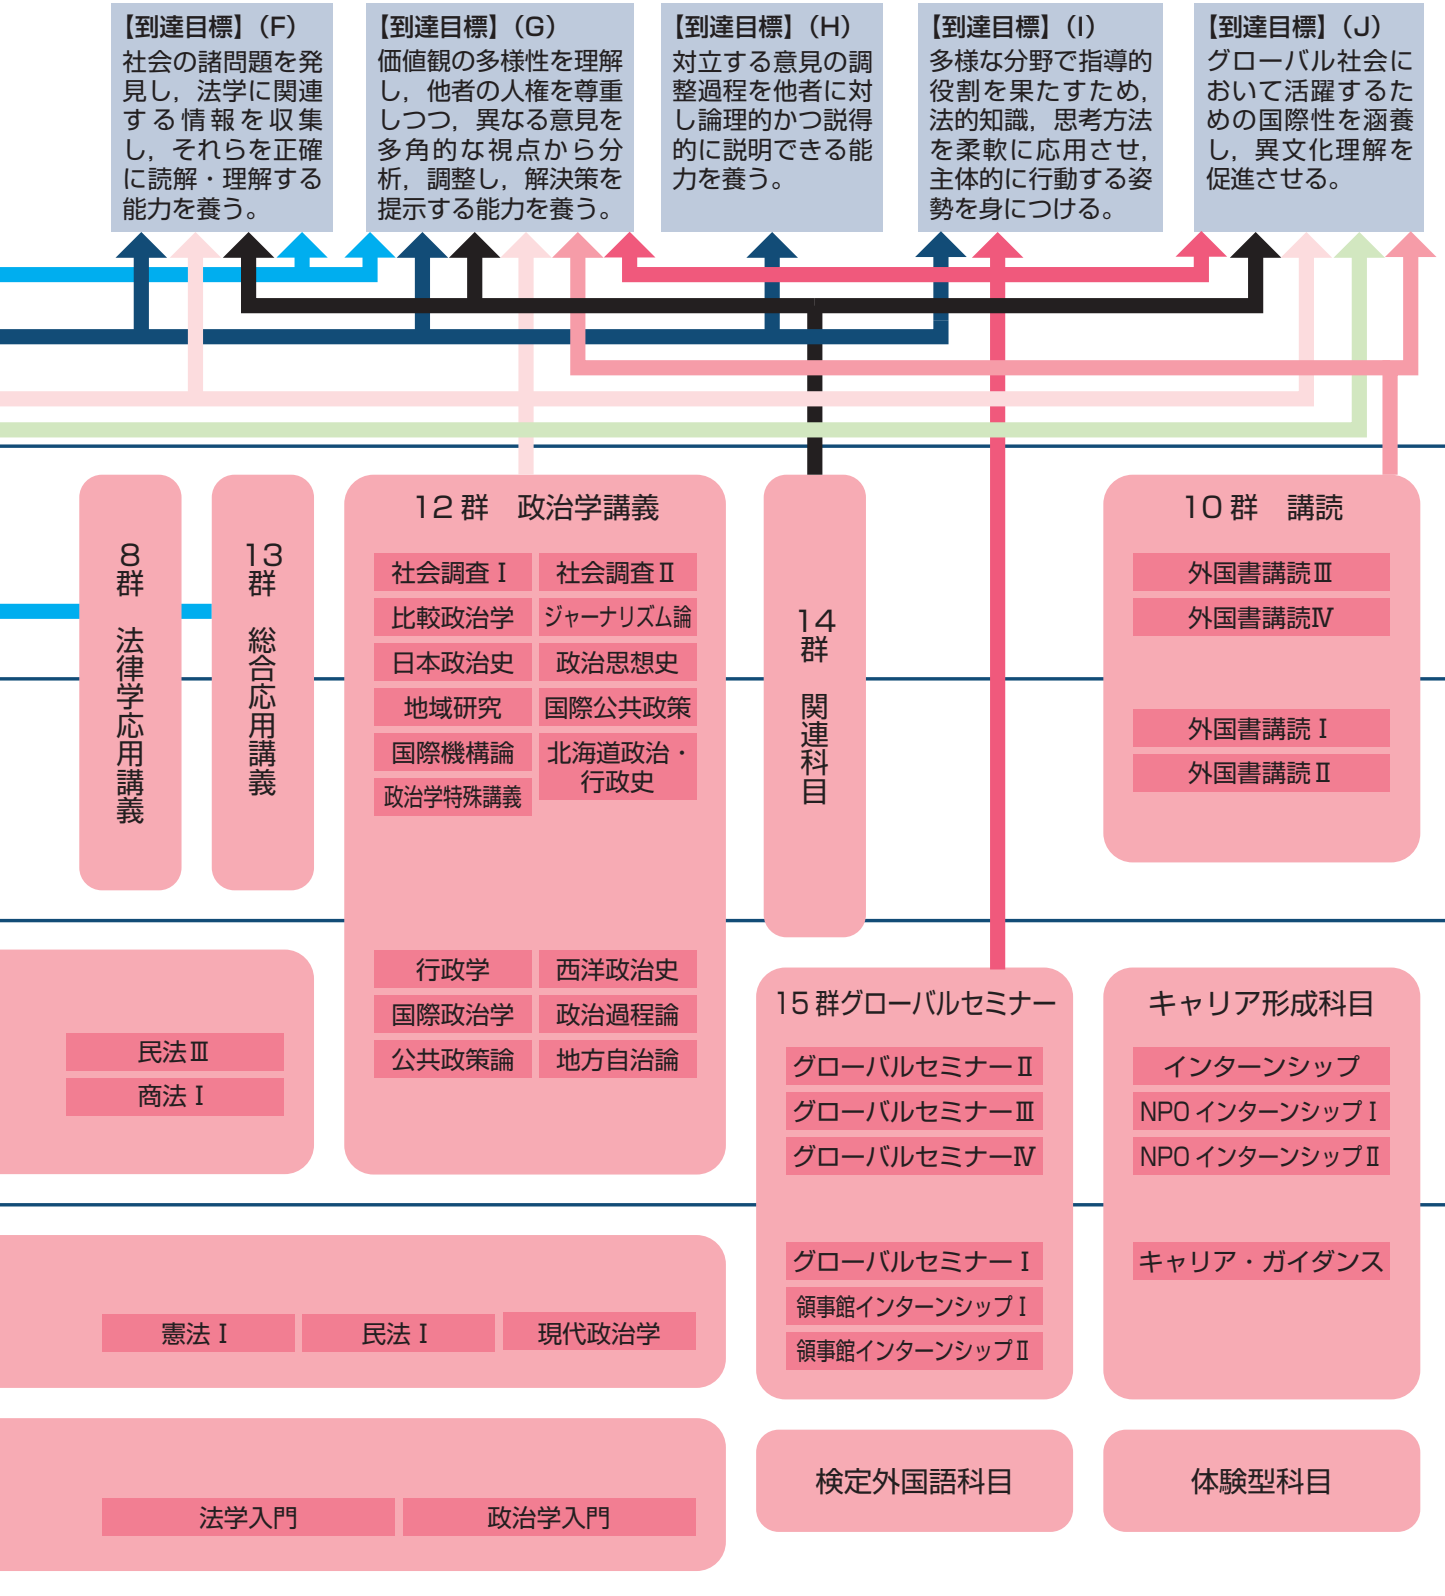 【到達目標】（F）
社会の諸問題を発
見し，法学に関連
する情報を収集
し，それらを正確
に読解・理解する
能力を養う。
【到達目標】（G）
価値観の多様性を理解
し，他者の人権を尊重
しつつ，異なる意見を
多角的な視点から分
析，調整し，解決策を
提示する能力を養う。
【到達目標】（H）
対立する意見の調
整過程を他者に対
し論理的かつ説得
的に説明できる能
力を養う。
【到達目標】（I）
多様な分野で指導的
役割を果たすため，
法的知識，思考方法
を柔軟に応用させ，
主体的に行動する姿
勢を身につける。
【到達目標】（J）
グローバル社会に
おいて活躍するた
めの国際性を涵養
し，異文化理解を
促進させる。
8群　法律学応用講義
13群　総合応用講義
12群　政治学講義
社会調査Ⅰ
社会調査Ⅱ
比較政治学
ジャーナリズム論
日本政治史
政治思想史
地域研究
国際公共政策
国際機構論
北海道政治・
行政史
政治学特殊講義
行政学
西洋政治史
国際政治学
政治過程論
公共政策論
地方自治論
14群　関連科目
10群　講読
外国書講読Ⅲ
外国書講読Ⅳ
外国書講読Ⅰ
外国書講読Ⅱ
民法Ⅲ
商法Ⅰ
15群グローバルセミナー
グローバルセミナーⅡ
グローバルセミナーⅢ
グローバルセミナーⅣ
グローバルセミナーⅠ
領事館インターンシップⅠ
領事館インターンシップⅡ
キャリア形成科目
インターンシップ
NPOインターンシップⅠ
NPOインターンシップⅡ
キャリア・ガイダンス
憲法Ⅰ
民法Ⅰ
現代政治学
法学入門
政治学入門
検定外国語科目
体験型科目